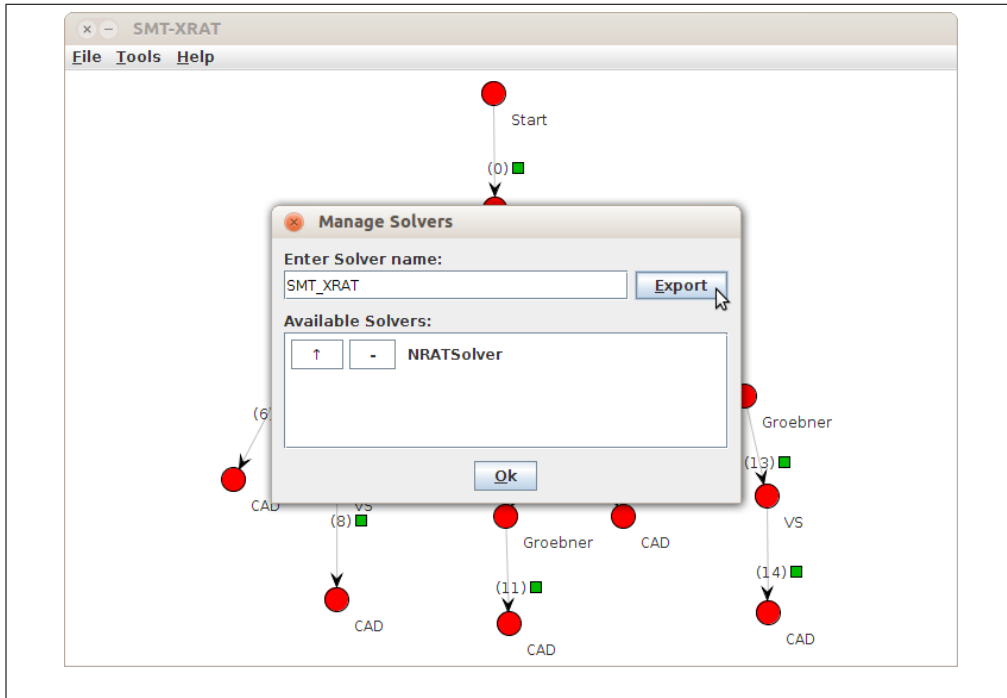 SMT-XRAT
File Tools Help
Start
(0)
Manage Solvers
Enter Solver name:
SMT_XRAT
Export
Available Solvers:
↑ - NRATSolver
Ok
(6)
Groebner
(13)
CAD
VS
(8)
Groebner
CAD
VS
(11)
(14)
CAD
CAD
CAD